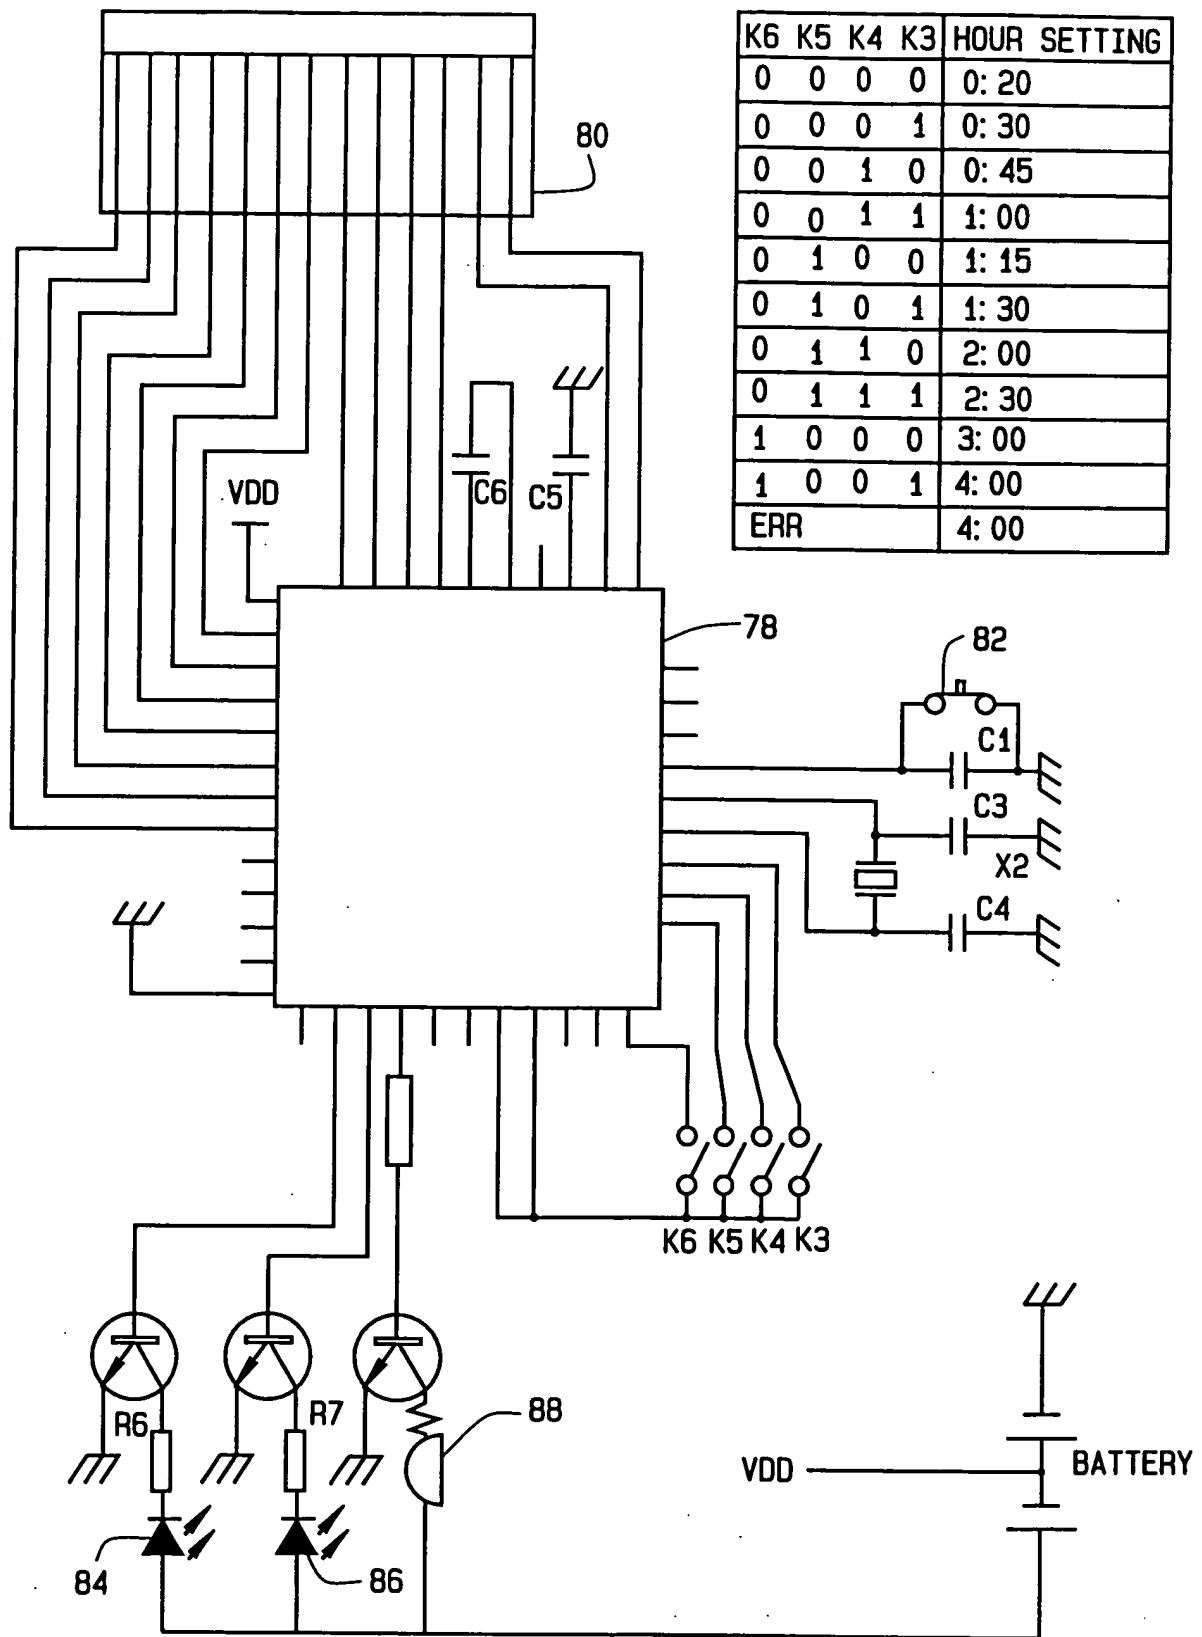 K6 K5 K4 K3 HOUR SETTING
0 0 0 0 0:20
0 0 0 1 0:30
0 0 1 0 0:45
0 0 1 1 1:00
0 1 0 0 1:15
0 1 0 1 1:30
0 1 1 0 2:00
0 1 1 1 2:30
1 0 0 0 3:00
1 0 0 1 4:00
ERR 4:00
80
VDD
C6
C5
78
82
C1
C3
X2
C4
K6 K5 K4 K3
R6
R7
88
VDD
BATTERY
84
86